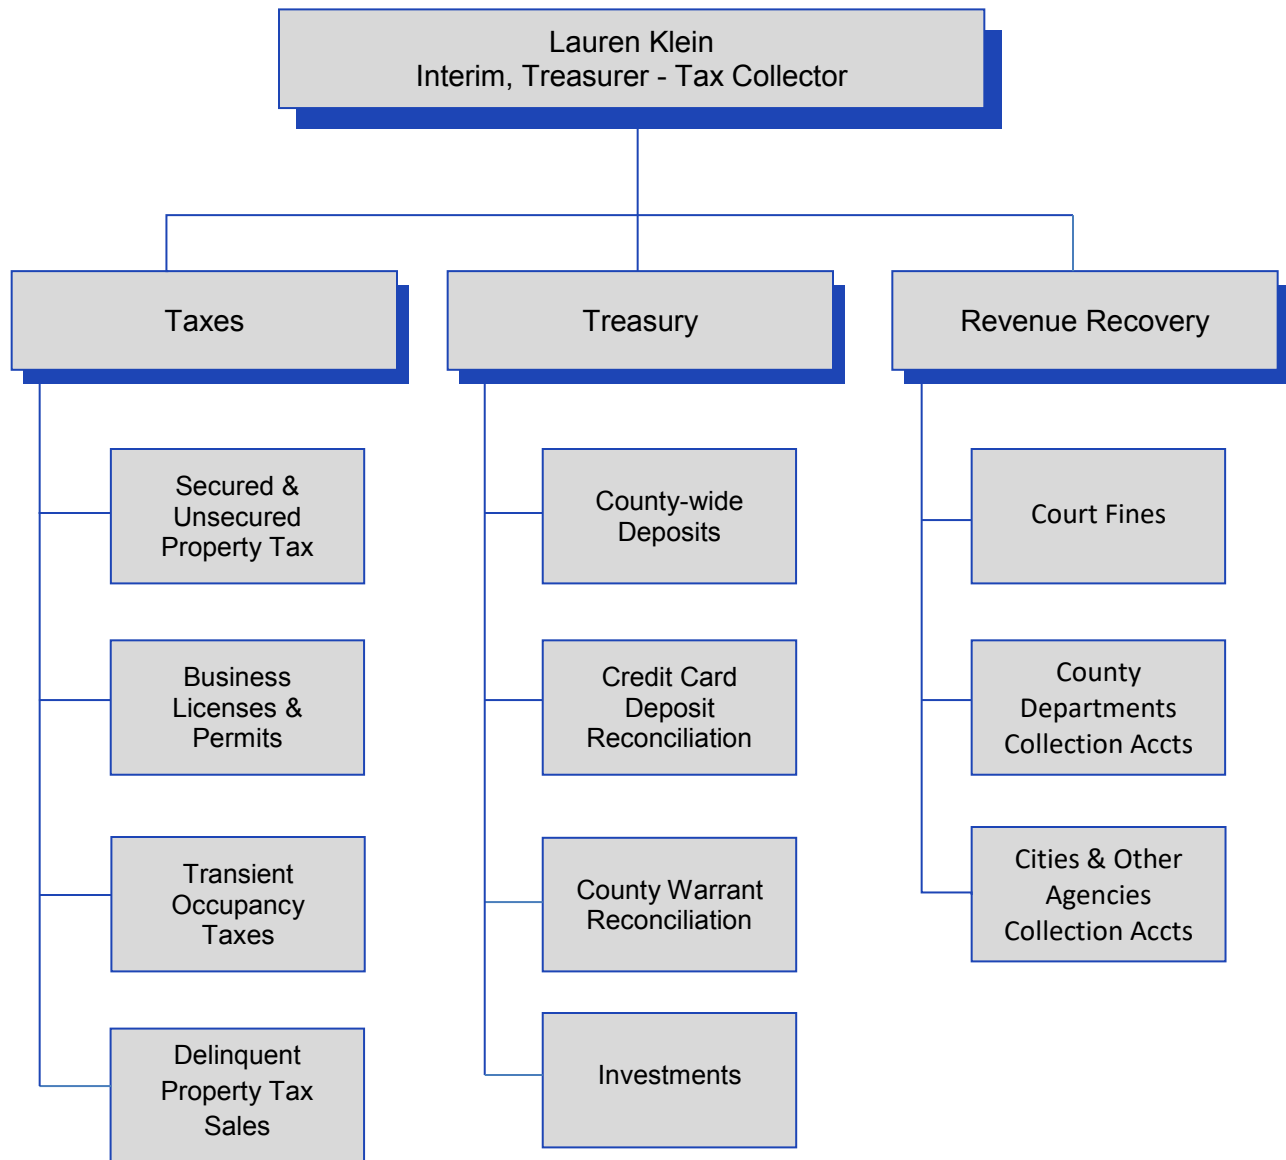 Lauren Klein
Interim, Treasurer - Tax Collector
Taxes
Treasury
Revenue Recovery
Secured &
Unsecured
Property Tax
County-wide
Deposits
Court Fines
Business
Licenses &
Permits
Credit Card
Deposit
Reconciliation
County
Departments
Collection Accts
Transient
Occupancy
Taxes
County Warrant
Reconciliation
Cities & Other
Agencies
Collection Accts
Delinquent
Property Tax
Sales
Investments